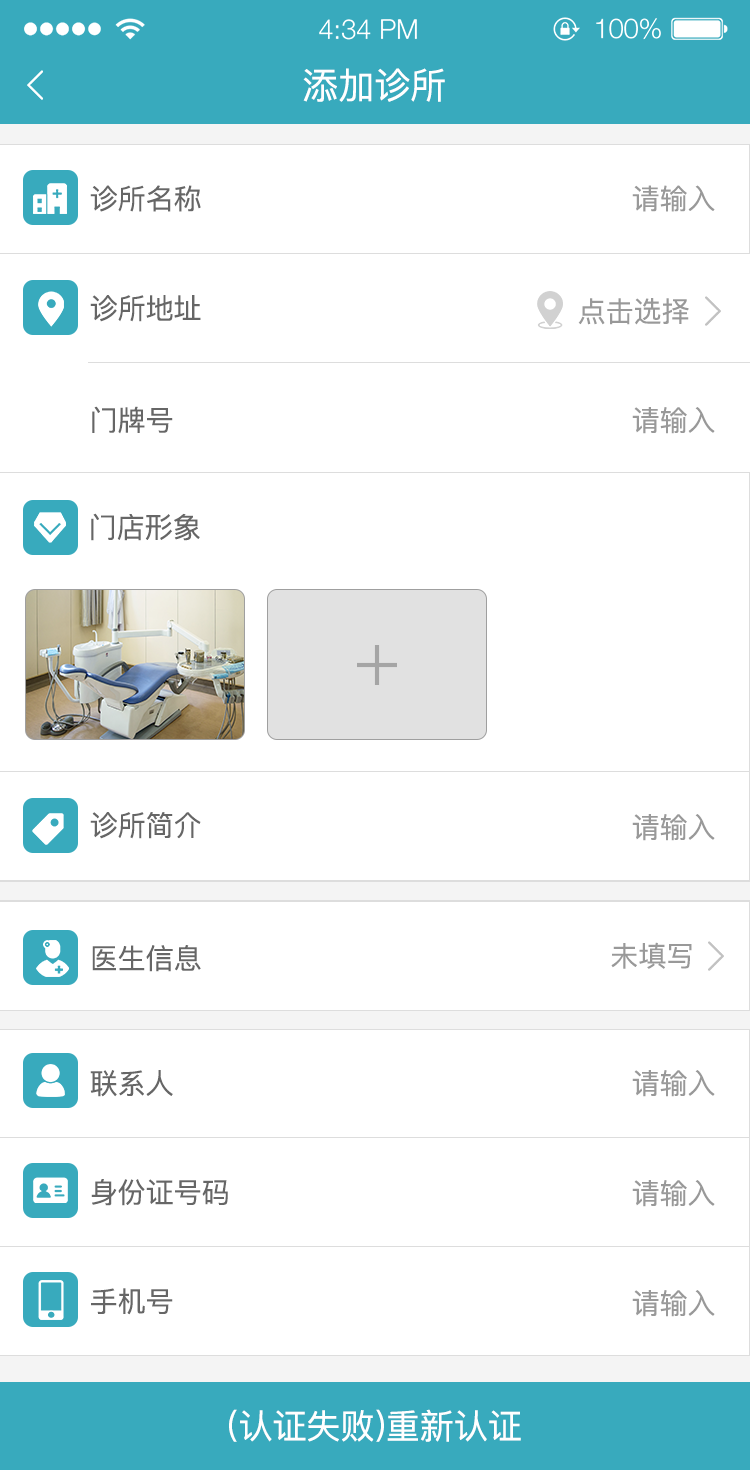 4:34 PM 100%
添加诊所
诊所名称 请输入
诊所地址 点击选择
门牌号 请输入
门店形象
诊所简介 请输入
医生信息 未填写
联系人 请输入
身份证号码 请输入
手机号 请输入
(认证失败)重新认证